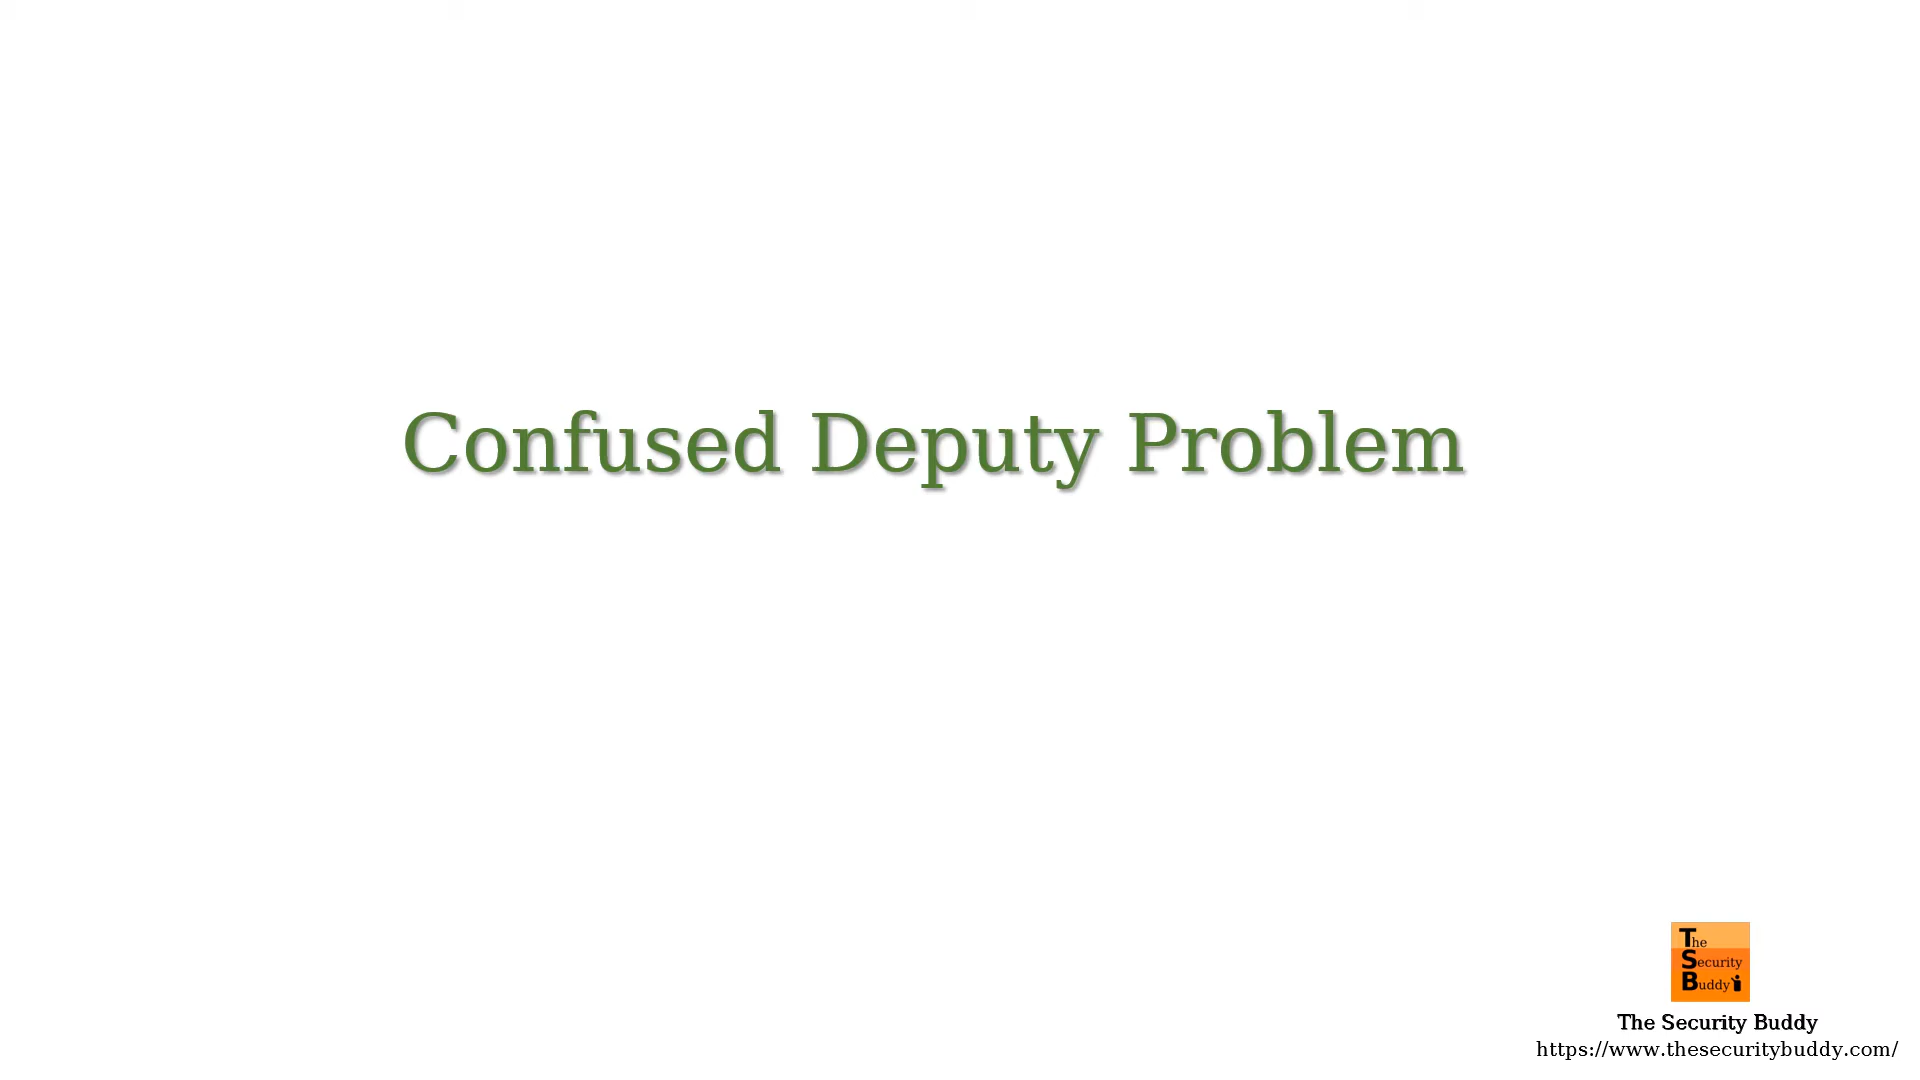 Confused Deputy Problem
The
Security
Buddy
The Security Buddy
https://www.thesecuritybuddy.com/